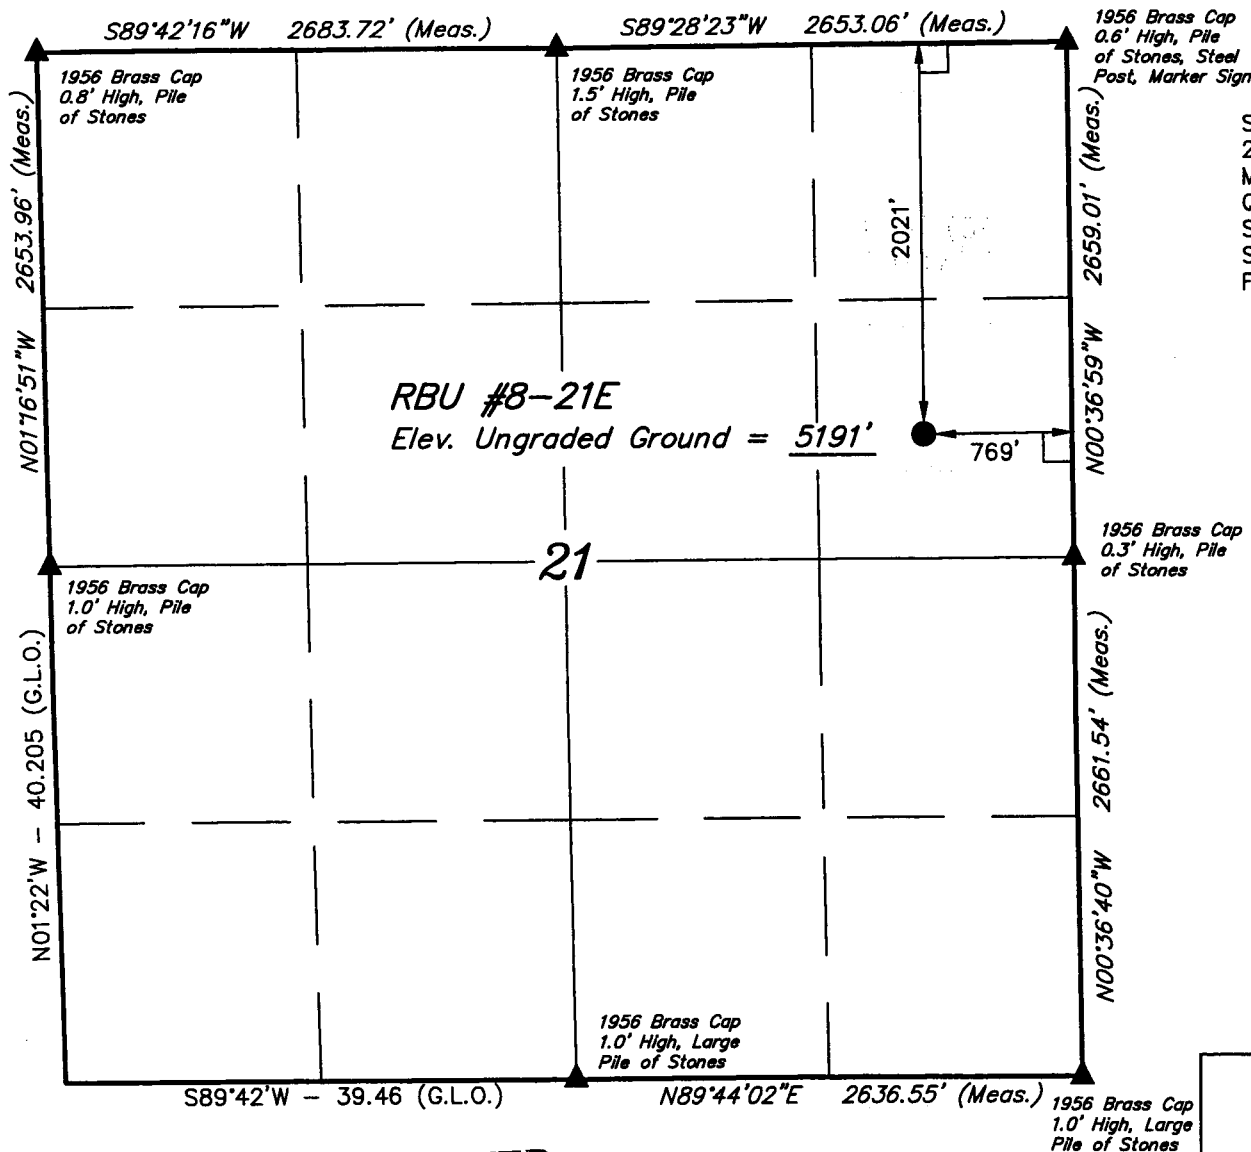 S89°42'16"W 2683.72' (Meas.)
S89°28'23"W 2653.06' (Meas.)
1956 Brass Cap
0.6' High, Pile
of Stones, Steel
Post, Marker Sign
1956 Brass Cap
0.8' High, Pile
of Stones
1956 Brass Cap
1.5' High, Pile
of Stones
N01°16'51"W 2653.96' (Meas.)
2021'
N00°36'59"W 2659.01' (Meas.)
RBU #8-21E
Elev. Ungraded Ground = 5191'
769'
21
1956 Brass Cap
0.3' High, Pile
of Stones
1956 Brass Cap
1.0' High, Pile
of Stones
N01°22'W - 40.205 (G.L.O.)
N00°36'40"W 2661.54' (Meas.)
1956 Brass Cap
1.0' High, Large
Pile of Stones
S89°42'W - 39.46 (G.L.O.)
N89°44'02"E 2636.55' (Meas.)
1956 Brass Cap
1.0' High, Large
Pile of Stones